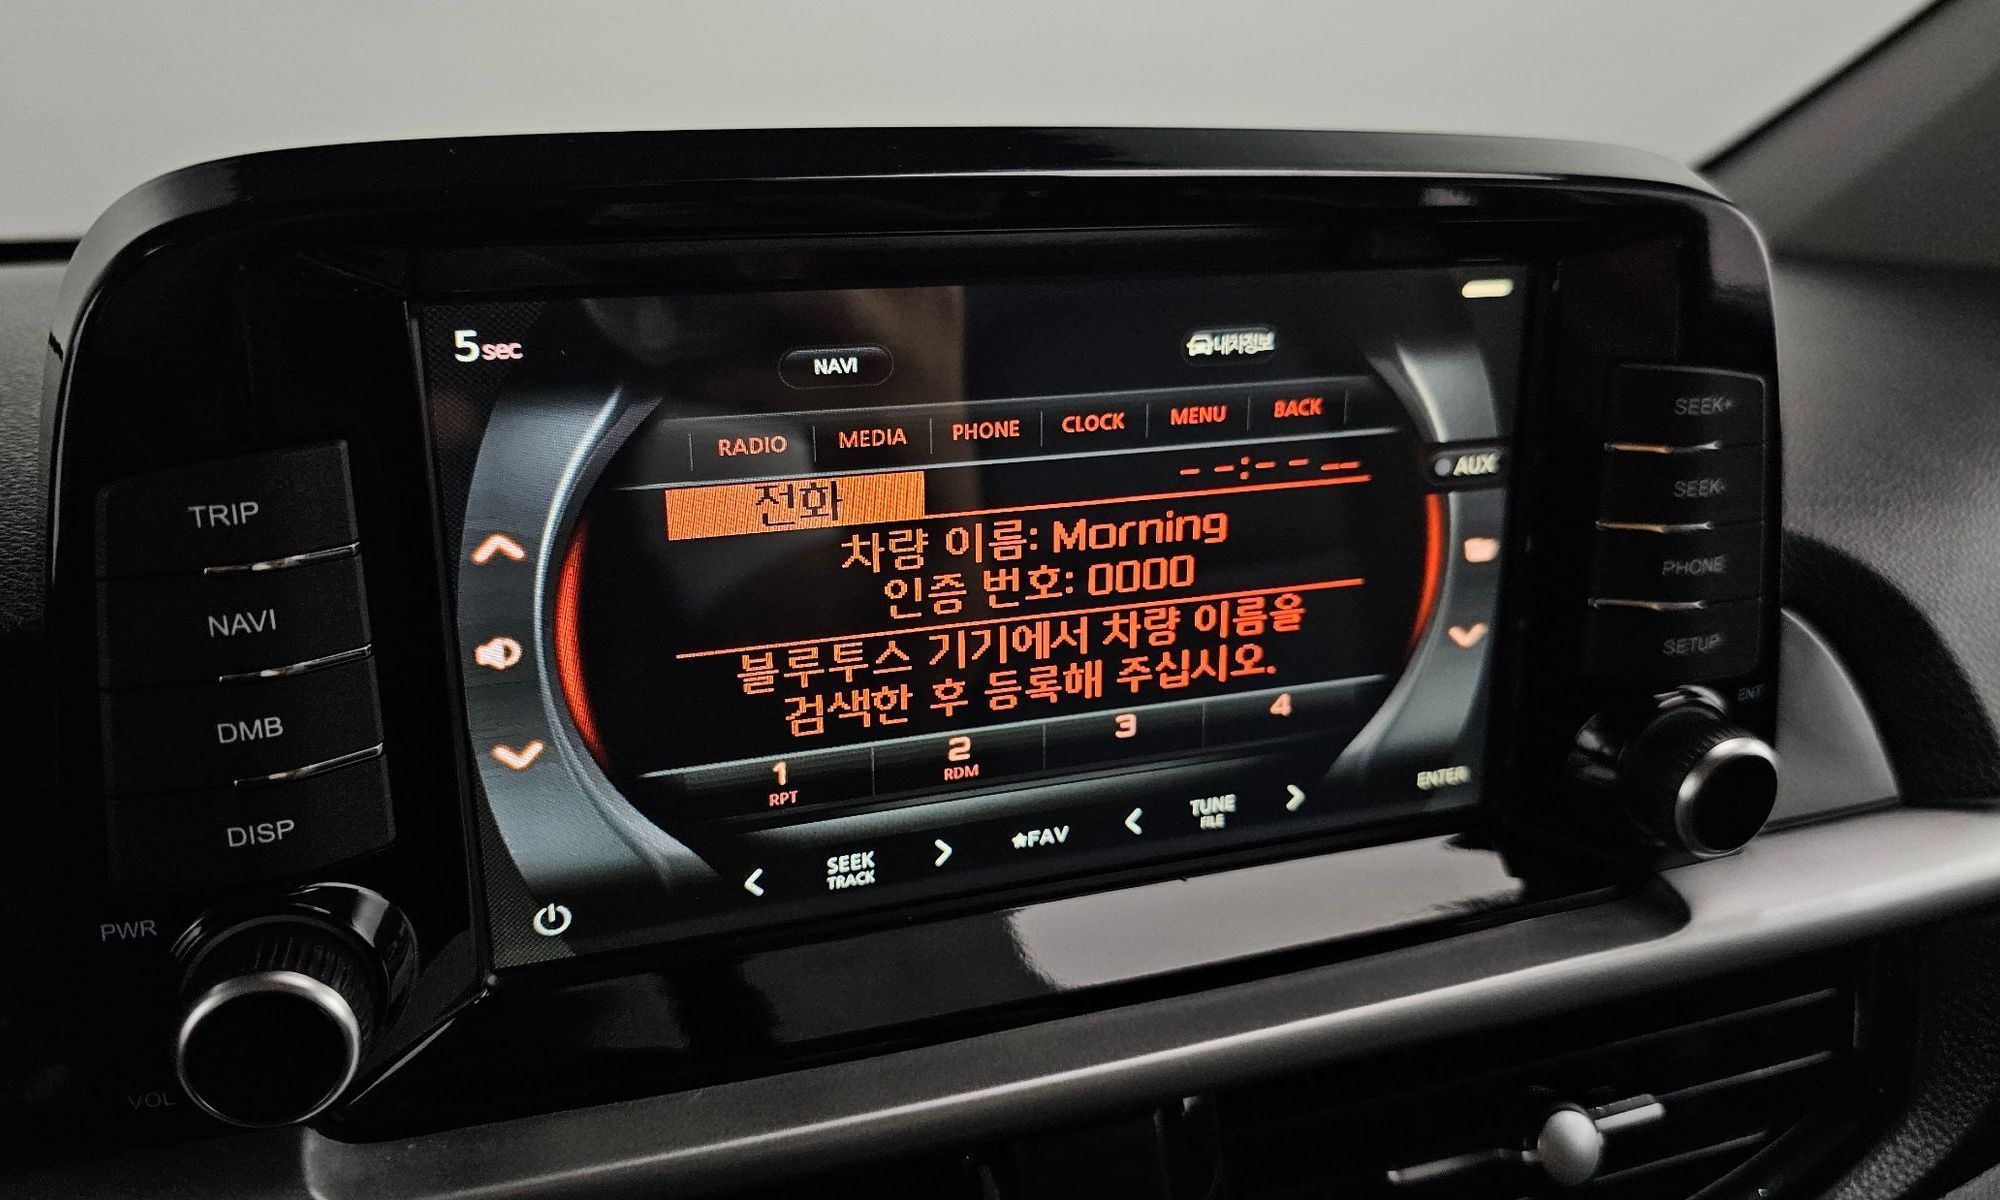 5 sec
NAVI
내차정보
RADIO MEDIA PHONE CLOCK MENU BACK
전화
--:-- --
AUX
차량 이름: Morning
인증 번호: 0000
블루투스 기기에서 차량 이름을
검색한 후 등록해 주십시오.
1 2 3 4
RPT RDM
ENTER
SEEK
TRACK
★FAV
TUNE
FILE
TRIP
NAVI
DMB
DISP
PWR
VOL
SEEK+
SEEK-
PHONE
SETUP
ENT